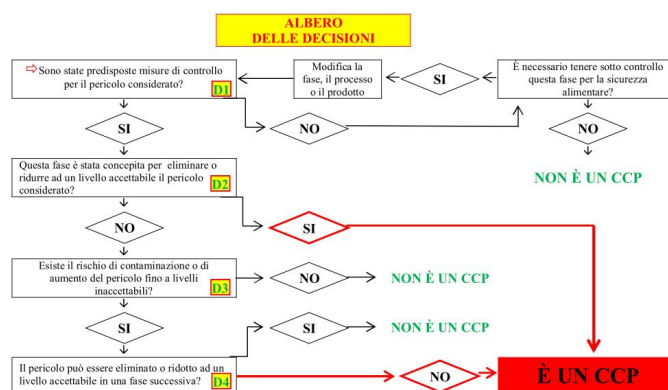 ALBERO
DELLE DECISIONI
⇨Sono state predisposte misure di controllo
per il pericolo considerato?
D1
Modifica la
fase, il processo
o il prodotto
SI
È necessario tenere sotto controllo
questa fase per la sicurezza
alimentare?
SI
NO
NO
NON È UN CCP
Questa fase è stata concepita per eliminare o
ridurre ad un livello accettabile il pericolo
considerato?
D2
NO
SI
Esiste il rischio di contaminazione o di
aumento del pericolo fino a livelli
inaccettabili?
D3
NO
NON È UN CCP
SI
SI
NON È UN CCP
Il pericolo può essere eliminato o ridotto ad un
livello accettabile in una fase successiva?
D4
NO
È UN CCP